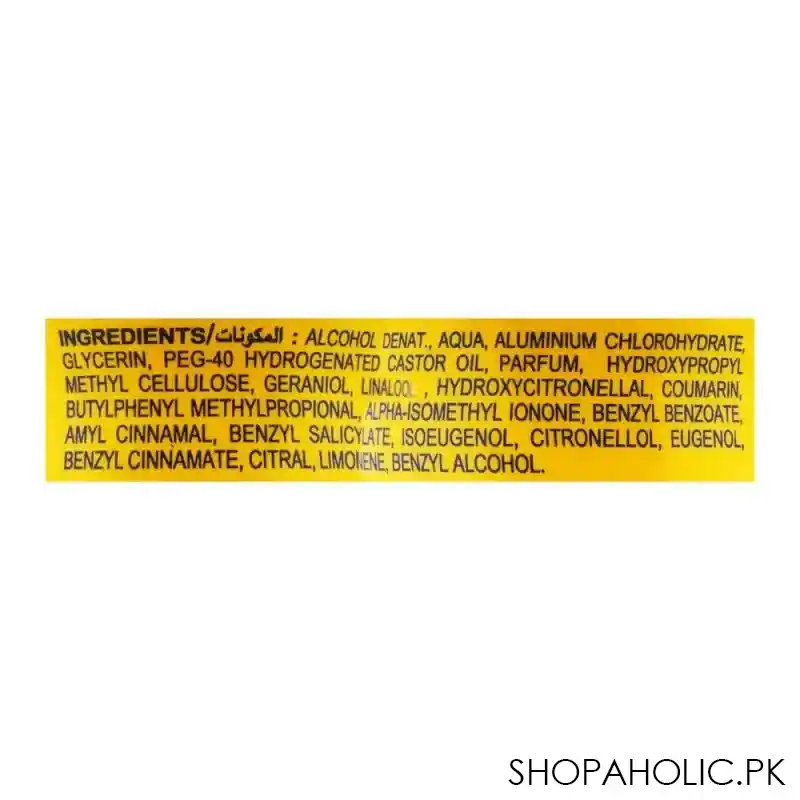 INGREDIENTS/المكونات : ALCOHOL DENAT., AQUA, ALUMINIUM CHLOROHYDRATE,
GLYCERIN, PEG-40 HYDROGENATED CASTOR OIL, PARFUM, HYDROXYPROPYL
METHYL CELLULOSE, GERANIOL, LINALOOL , HYDROXYCITRONELLAL, COUMARIN,
BUTYLPHENYL METHYLPROPIONAL, ALPHA-ISOMETHYL IONONE, BENZYL BENZOATE,
AMYL CINNAMAL, BENZYL SALICYLATE, ISOEUGENOL, CITRONELLOL, EUGENOL,
BENZYL CINNAMATE, CITRAL, LIMONENE, BENZYL ALCOHOL.
SHOPAHOLIC.PK